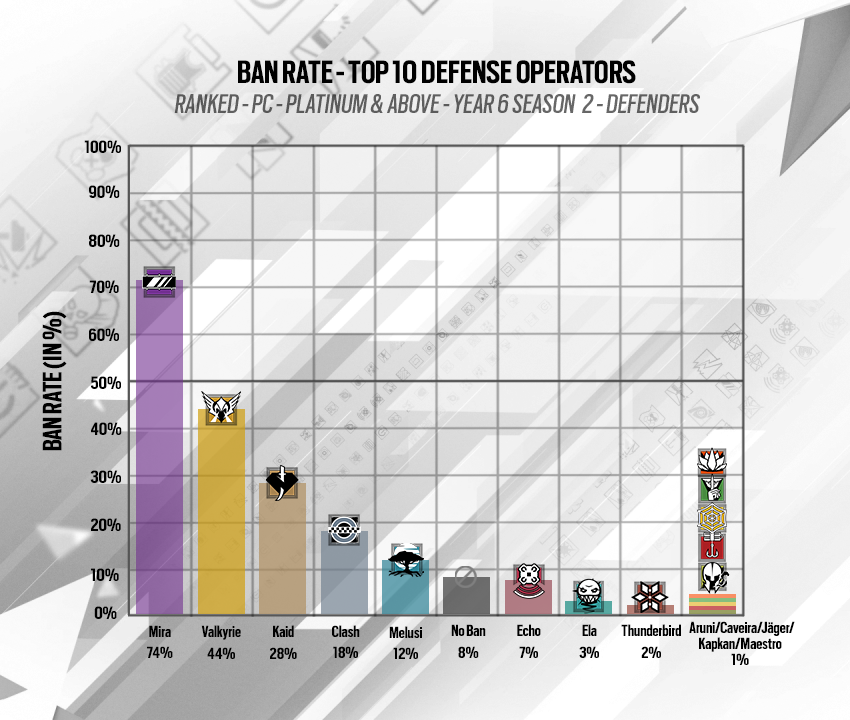 BAN RATE - TOP 10 DEFENSE OPERATORS
RANKED - PC - PLATINUM & ABOVE - YEAR 6 SEASON 2 - DEFENDERS
BAN RATE (IN %)
100%
90%
80%
70%
60%
50%
40%
30%
20%
10%
0%
Mira
74%
Valkyrie
44%
Kaid
28%
Clash
18%
Melusi
12%
No Ban
8%
Echo
7%
Ela
3%
Thunderbird
2%
Aruni/Caveira/Jäger/
Kapkan/Maestro
1%